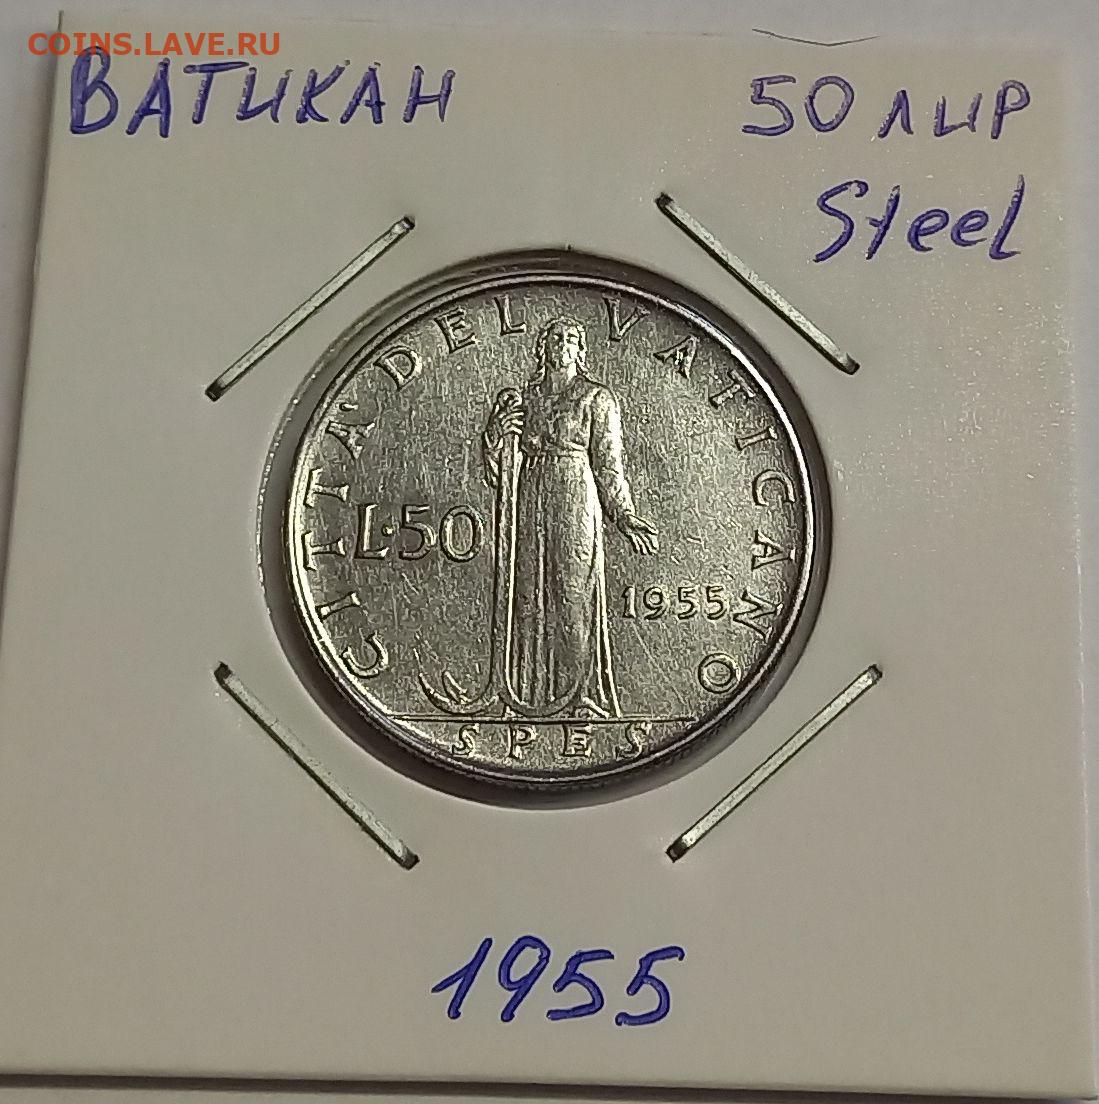 COINS.LAVE.RU
ВАТИКАН
50 лир
Steel
CITTA' DEL VATICANO
L·50
1955
SPES
1955